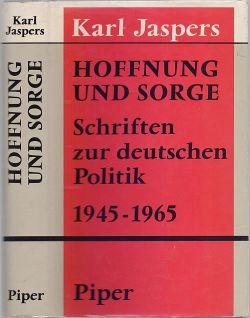 Karl
Jaspers
HOFFNUNG
UND SORGE
Piper
Karl Jaspers
HOFFNUNG
UND SORGE
Schriften
zur deutschen
Politik
1945-1965
Piper